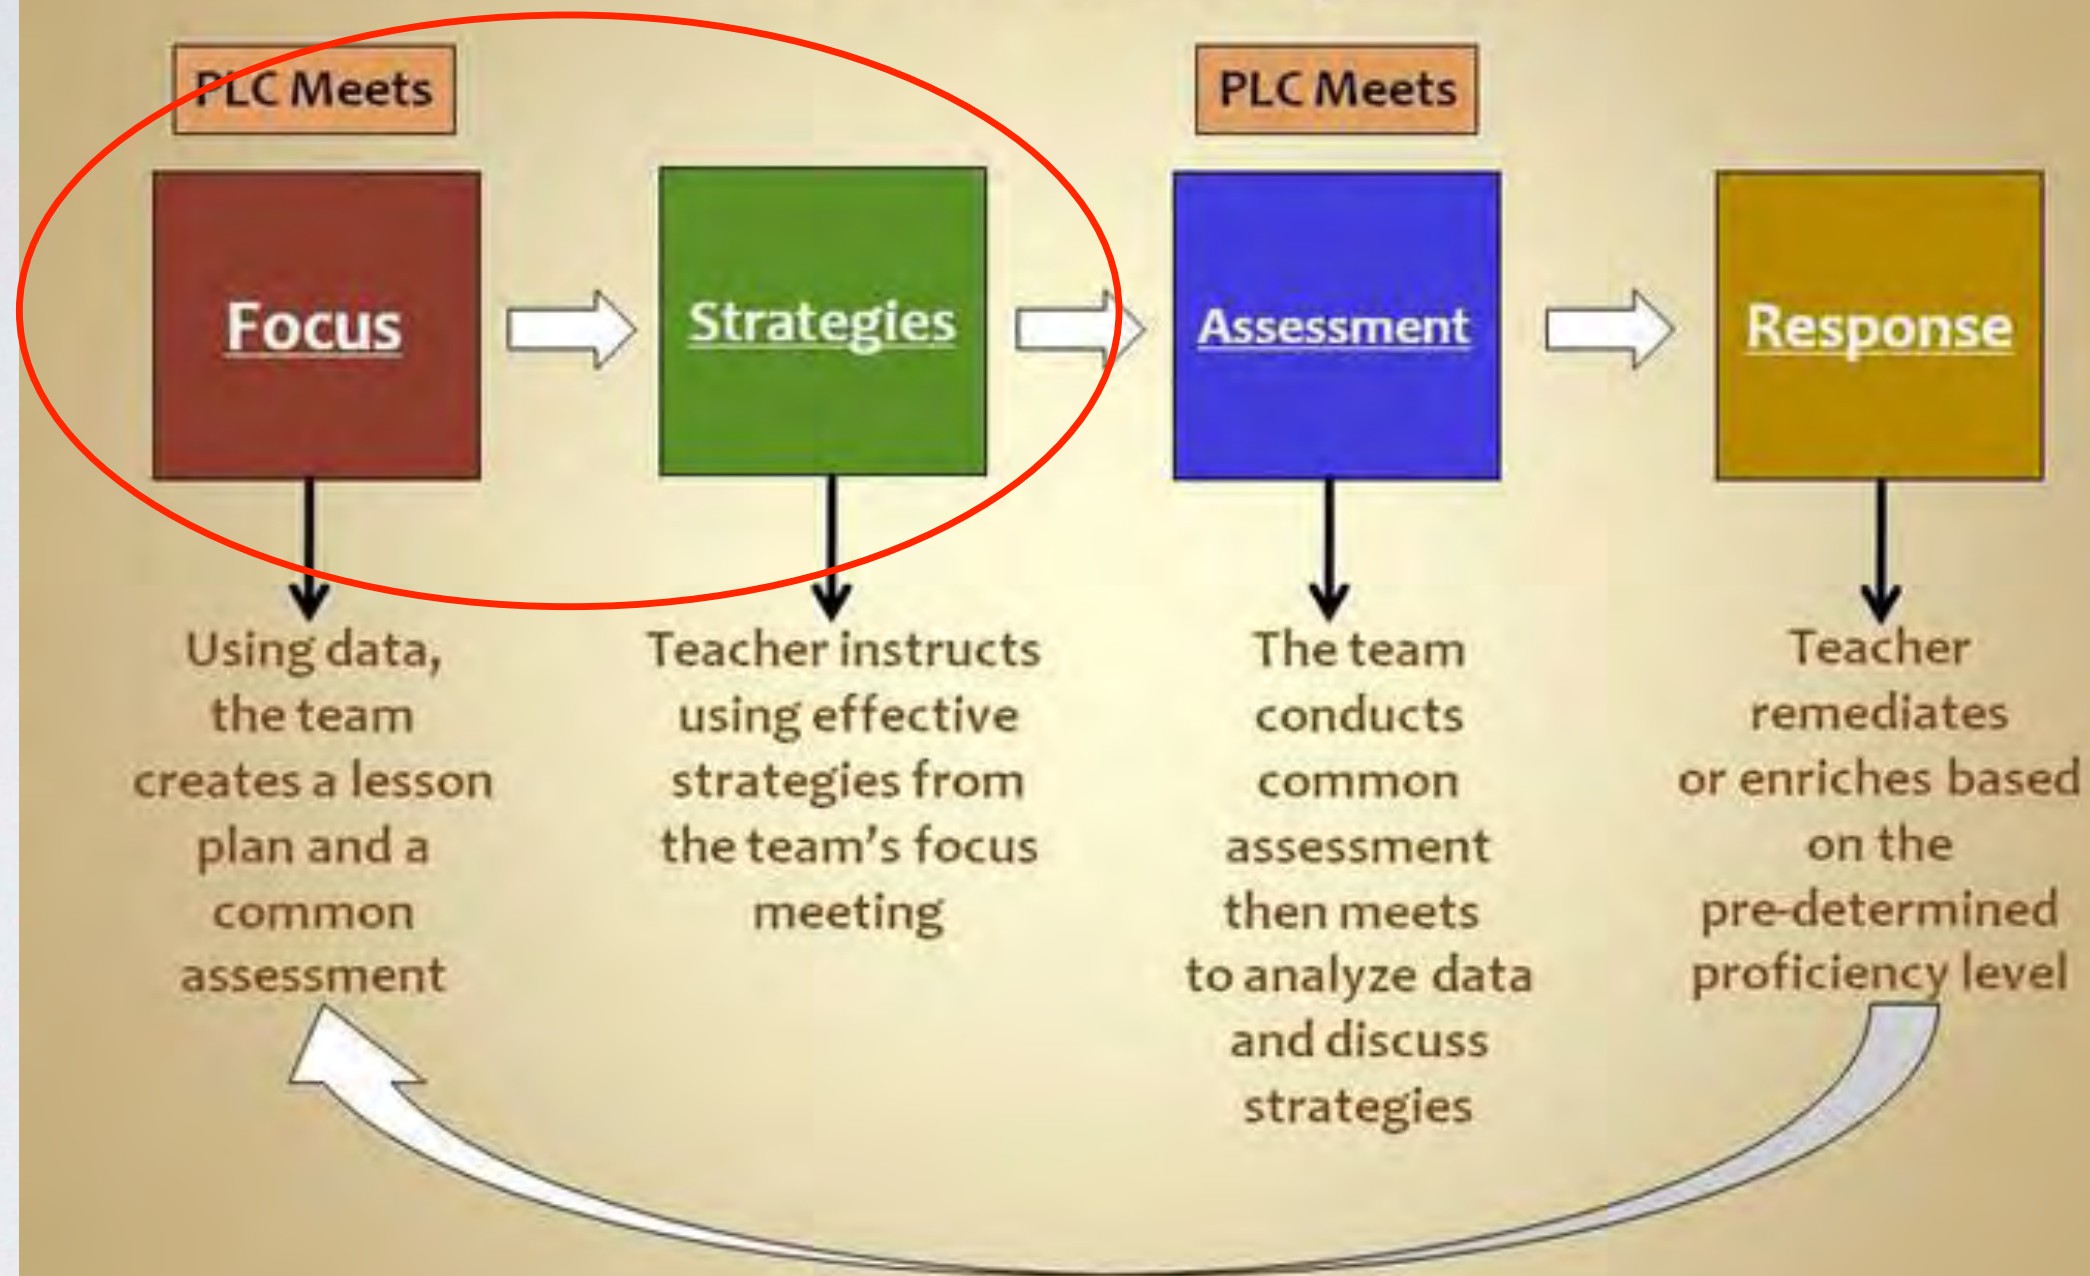 PLC Meets
PLC Meets
Focus
Strategies
Assessment
Response
Using data,
the team
creates a lesson
plan and a
common
assessment
Teacher instructs
using effective
strategies from
the team's focus
meeting
The team
conducts
common
assessment
then meets
to analyze data
and discuss
strategies
Teacher
remediates
or enriches based
on the
pre-determined
proficiency level